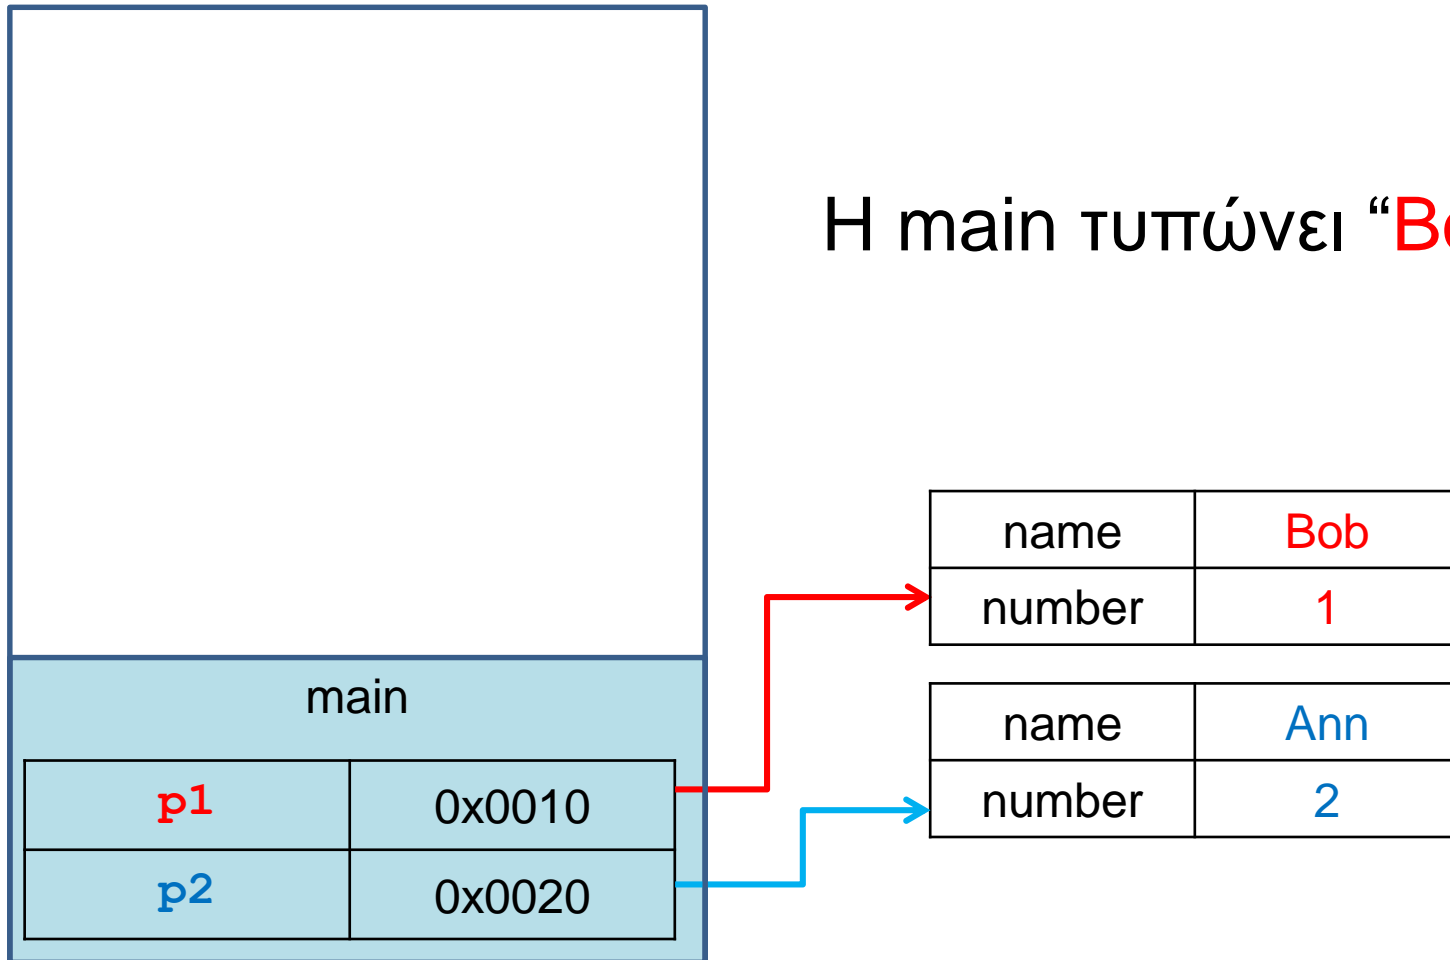 Η main τυπώνει “
name Bob
number 1
main
name Ann
p1 0x0010
number 2
p2 0x0020